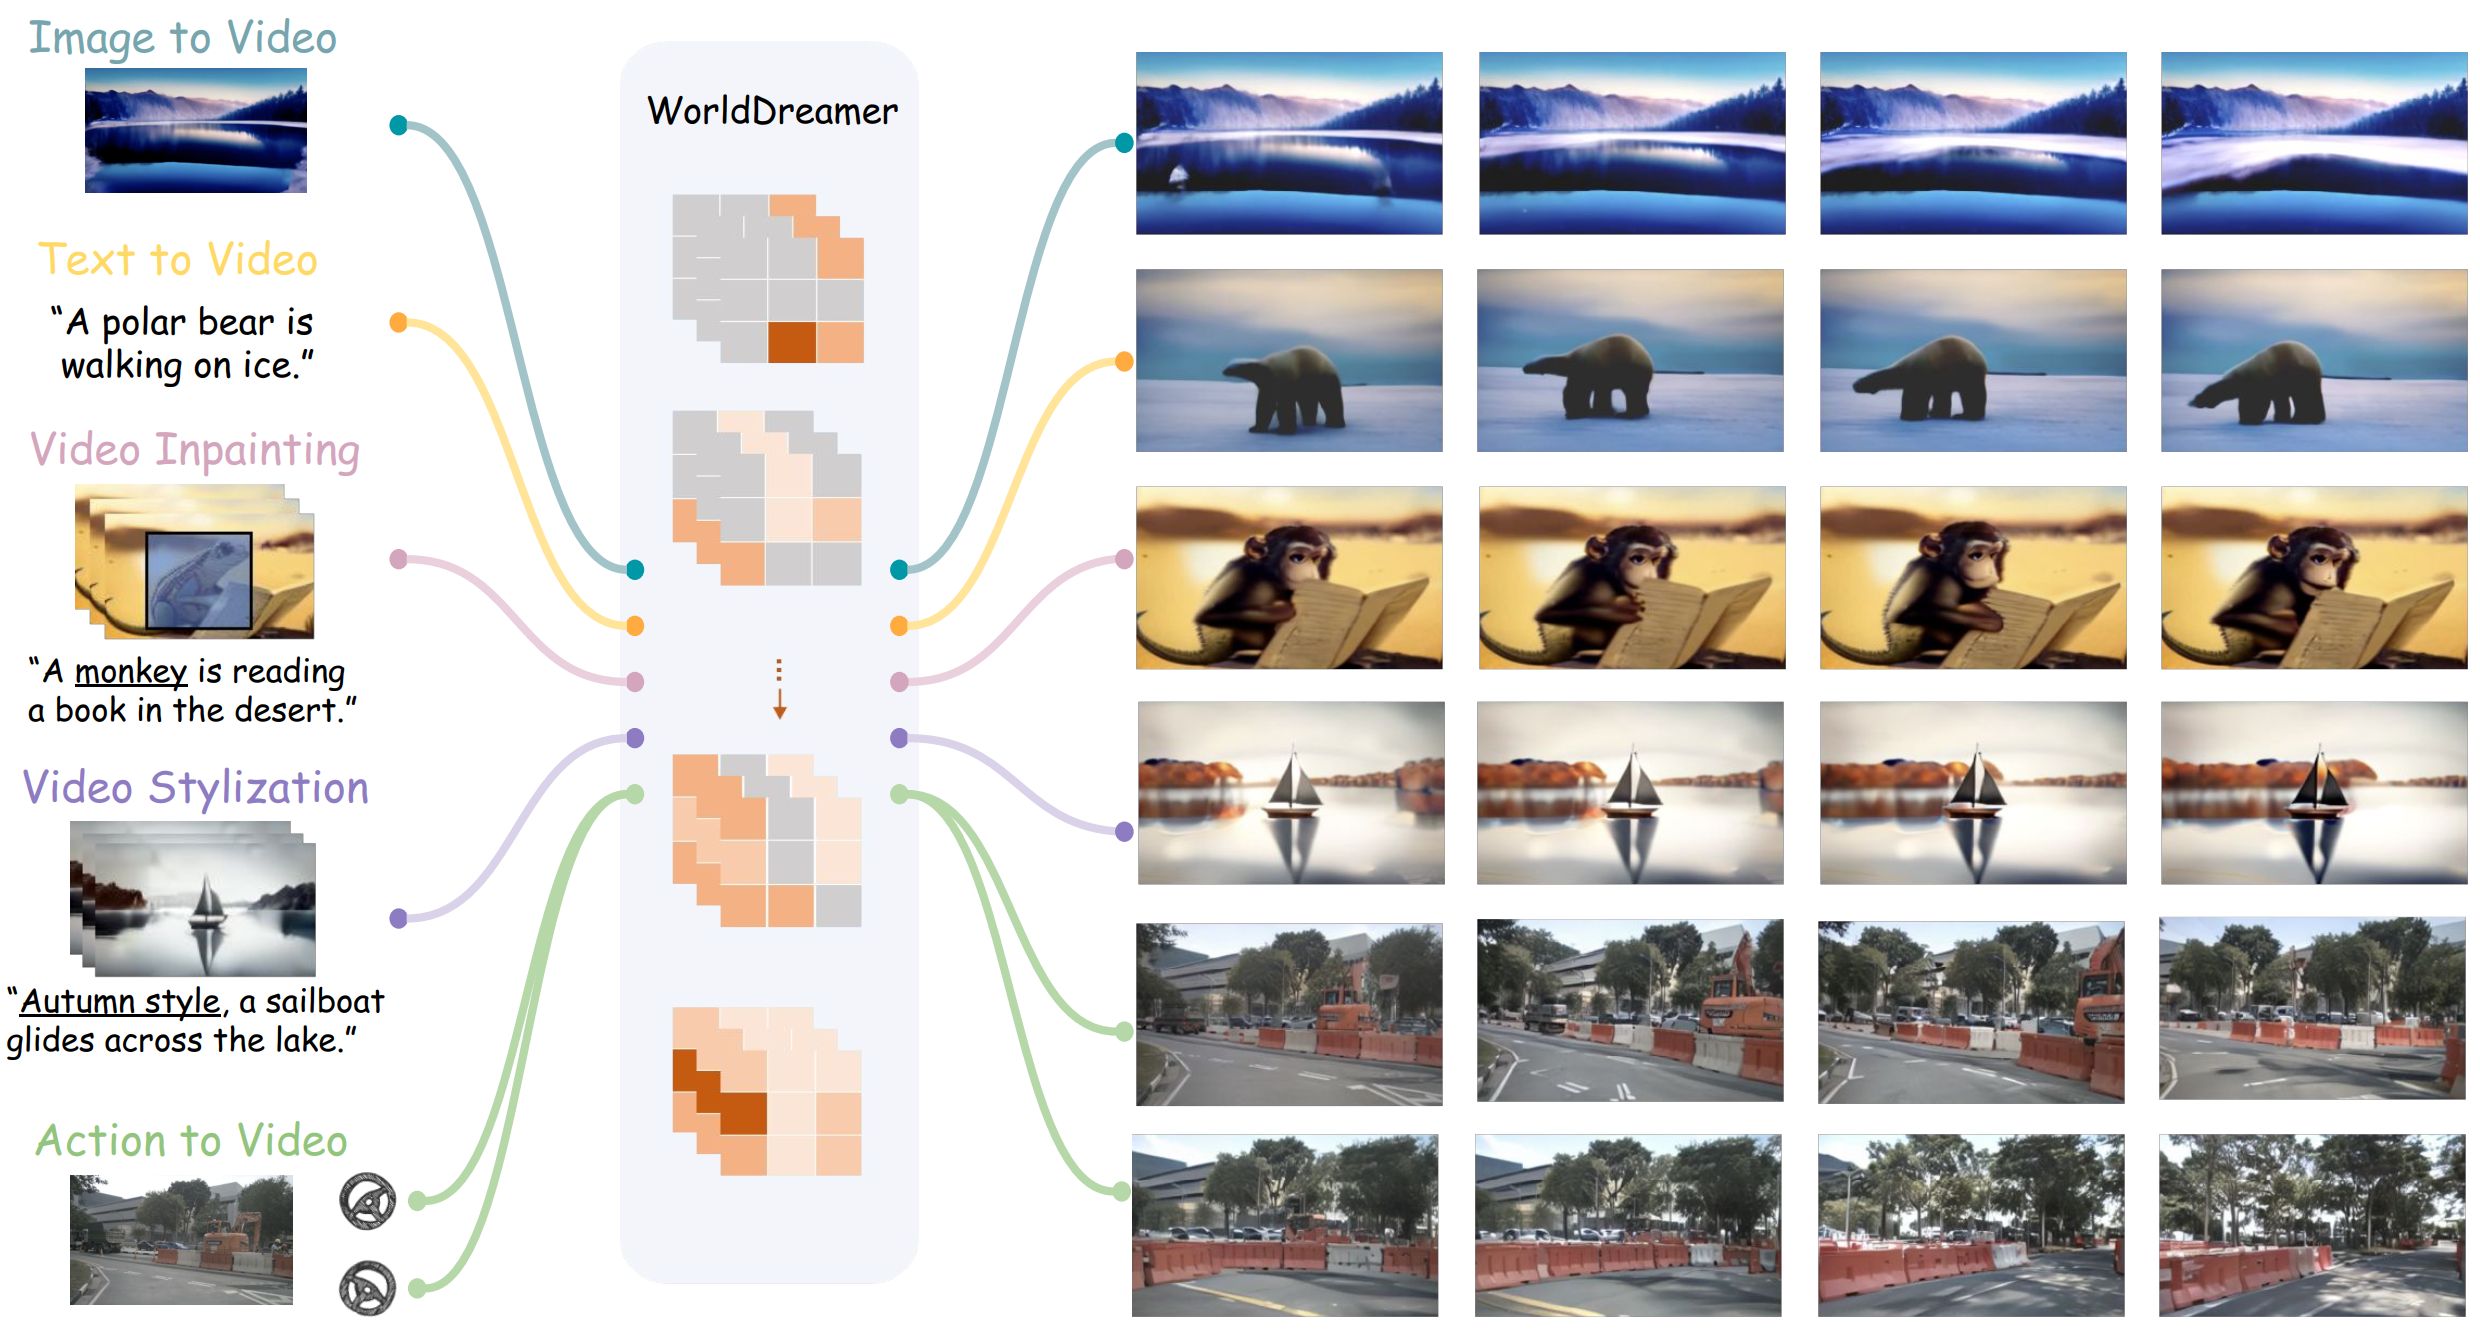 Image to Video
Text to Video
“A polar bear is
walking on ice.”
Video Inpainting
“A monkey is reading
a book in the desert.”
Video Stylization
“Autumn style, a sailboat
glides across the lake.”
Action to Video
WorldDreamer